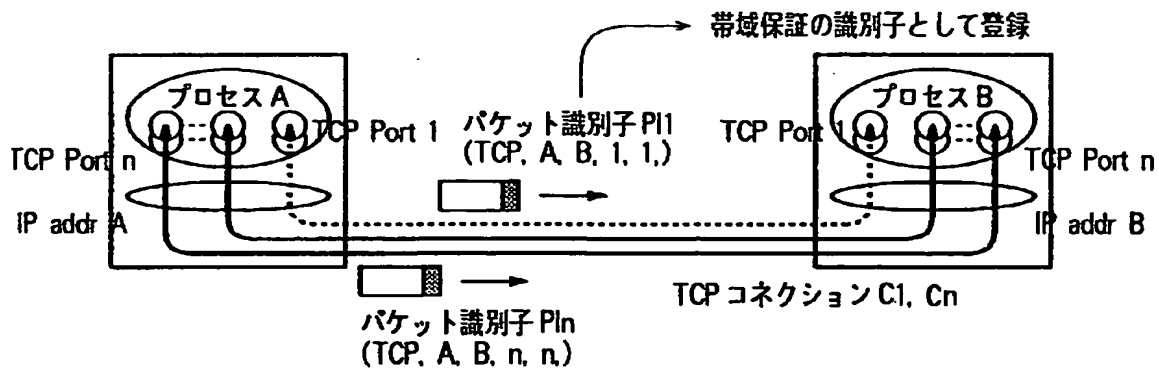 帯域保証の識別子として登録
プロセスA
プロセスB
TCP Port 1
パケット識別子 PI1
(TCP, A, B, 1, 1,)
TCP Port 1
TCP Port n
TCP Port n
IP addr A
IP addr B
TCPコネクション C1, Cn
パケット識別子 PIn
(TCP, A, B, n, n,)